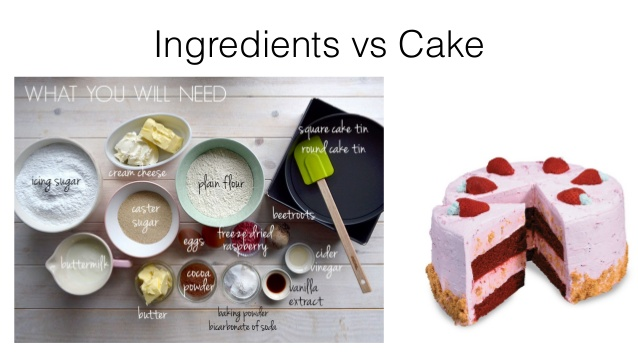 Ingredients vs Cake
WHAT YOU WILL NEED
square cake tin
round cake tin
cream cheese
icing sugar
plain flour
caster
sugar
beetroots
eggs
freeze dried
raspberry
cider
vinegar
buttermilk
cocoa
powder
vanilla
extract
butter
baking powder
bicarbonate of soda